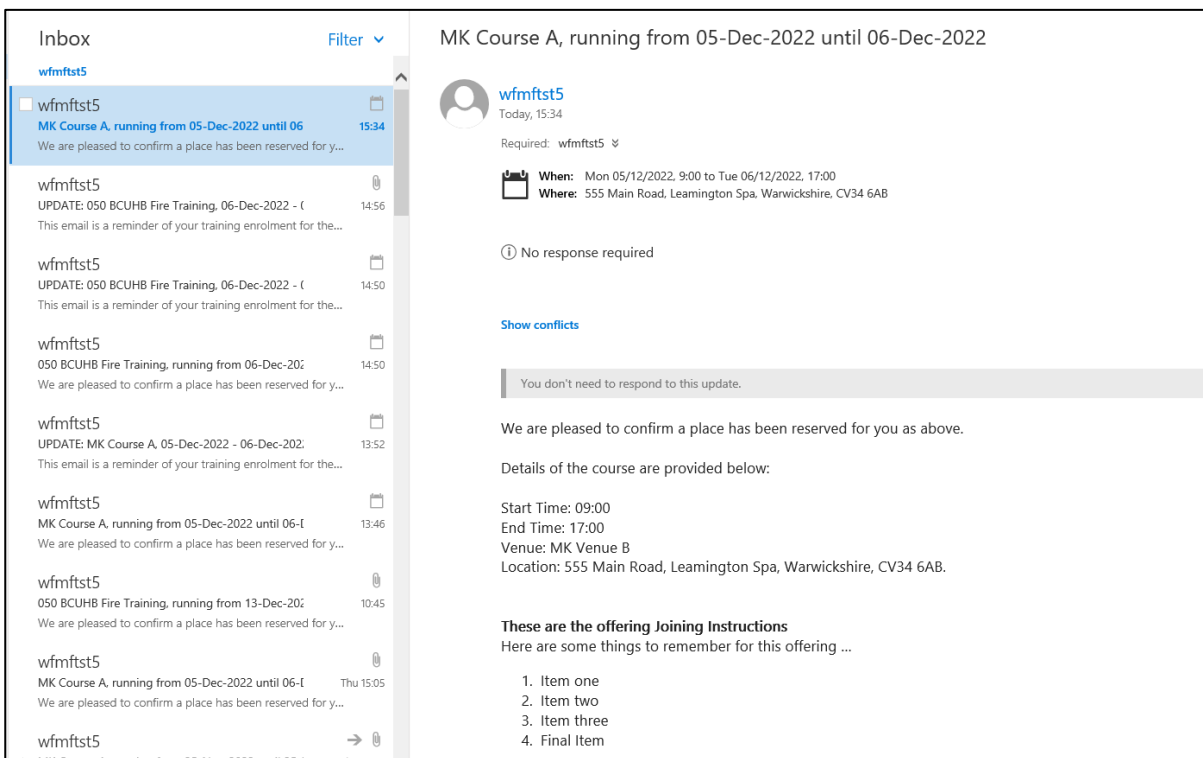 Inbox
Filter
wfmftst5
wfmftst5
MK Course A, running from 05-Dec-2022 until 06
15:34
We are pleased to confirm a place has been reserved for y...
wfmftst5
UPDATE: 050 BCUHB Fire Training, 06-Dec-2022 - (
14:56
This email is a reminder of your training enrolment for the...
wfmftst5
UPDATE: 050 BCUHB Fire Training, 06-Dec-2022 - (
14:50
This email is a reminder of your training enrolment for the...
wfmftst5
050 BCUHB Fire Training, running from 06-Dec-202
14:50
We are pleased to confirm a place has been reserved for y...
wfmftst5
UPDATE: MK Course A, 05-Dec-2022 - 06-Dec-202
13:52
This email is a reminder of your training enrolment for the...
wfmftst5
MK Course A, running from 05-Dec-2022 until 06-
13:46
We are pleased to confirm a place has been reserved for y...
wfmftst5
050 BCUHB Fire Training, running from 13-Dec-202
10:45
We are pleased to confirm a place has been reserved for y...
wfmftst5
MK Course A, running from 05-Dec-2022 until 06-
Thu 15:05
We are pleased to confirm a place has been reserved for y...
wfmftst5
MK Course A, running from 05-Dec-2022 until 06-Dec-2022
wfmftst5
Today, 15:34
Required: wfmftst5
When: Mon 05/12/2022, 9:00 to Tue 06/12/2022, 17:00
Where: 555 Main Road, Leamington Spa, Warwickshire, CV34 6AB
No response required
Show conflicts
You don't need to respond to this update.
We are pleased to confirm a place has been reserved for you as above.
Details of the course are provided below:
Start Time: 09:00
End Time: 17:00
Venue: MK Venue B
Location: 555 Main Road, Leamington Spa, Warwickshire, CV34 6AB.
These are the offering Joining Instructions
Here are some things to remember for this offering ...
1. Item one
2. Item two
3. Item three
4. Final Item